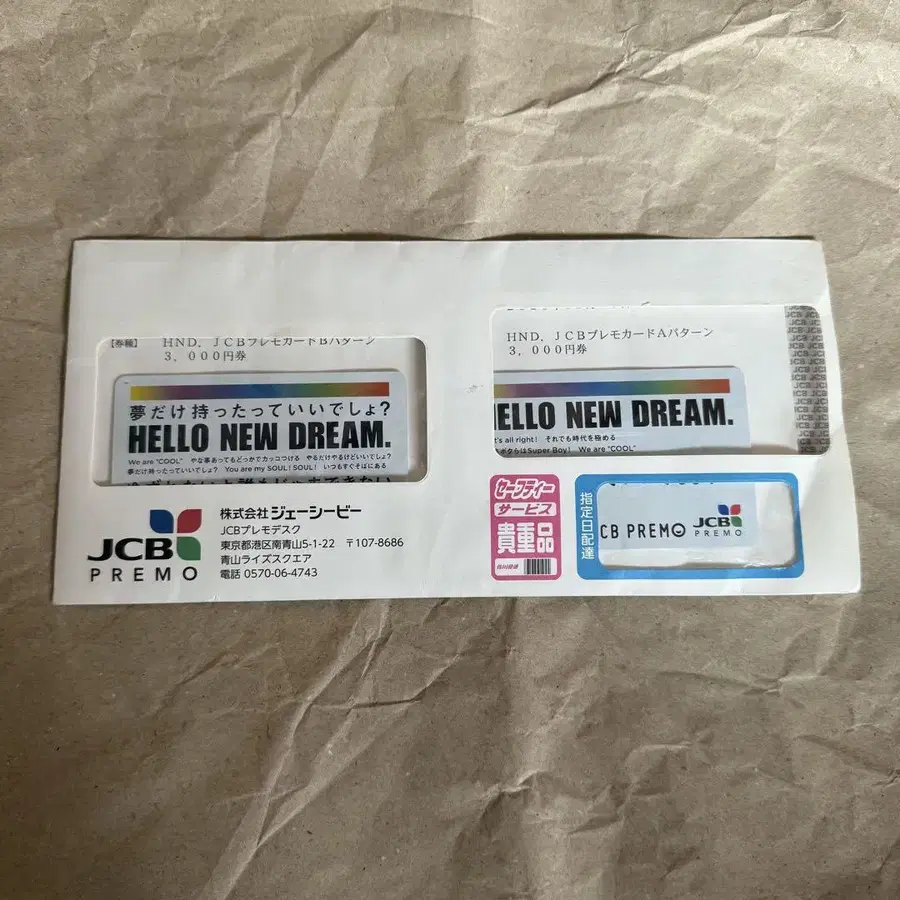 【券種】 HND．JCBプレモカードBパターン
3，000円券
夢だけ持ったっていいでしょ?
HELLO NEW DREAM.
We are "COOL" やな事あってもどっかでカッコつける やるだけやるけどいいでしょ?
夢だけ持ったっていいでしょ? You are my SOUL! SOUL! いつもすぐそばにある
HND．JCBプレモカードAパターン
3，000円券
HELLO NEW DREAM.
It's all right! それでも時代を極める
ボクらはSuper Boy! We are "COOL"
JCB
PREMO
株式会社 ジェーシービー
JCBプレモデスク
東京都港区南青山5-1-22 〒107-8686
青山ライズスクエア
電話 0570-06-4743
セーフティー
サービス
貴重品
佐川急便
指定日配達
CB PREMO
JCB
PREMO
JCB JCB